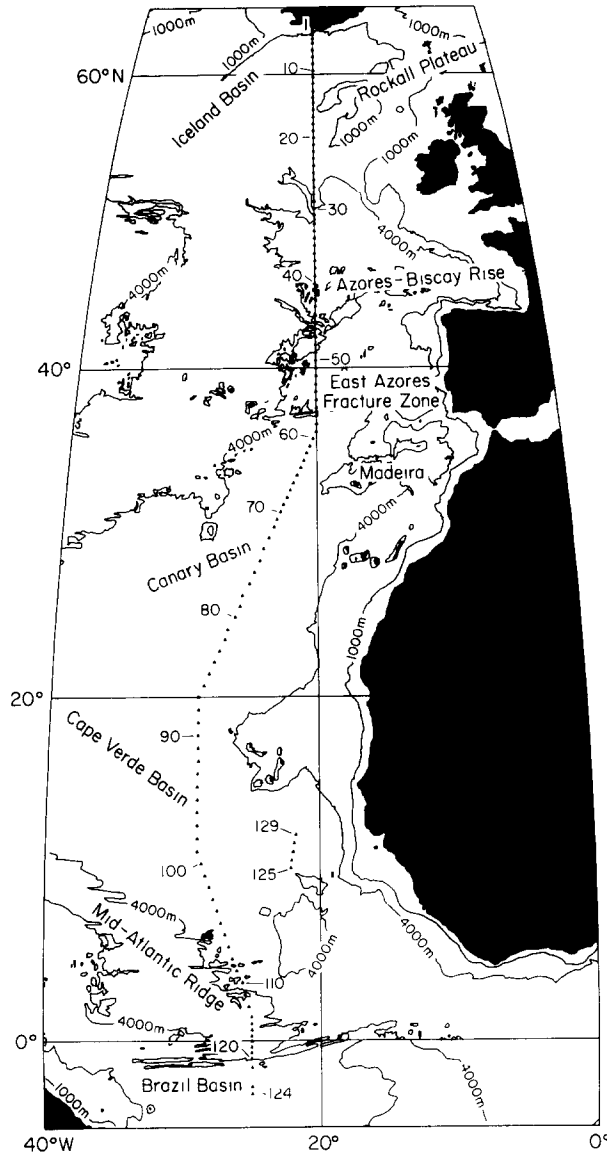 1000m
1
1000m
10
60°N
Rockall Plateau
Iceland Basin
1000m
20
1000m
30
4000m
40
Azores-Biscay Rise
4000m
40°
50
East Azores
Fracture Zone
4000m
60
Madeira
4000m
70
Canary Basin
80
1000m
20°
Cape Verde Basin
90
129
100
125
4000m
Mid-Atlantic Ridge
4000m
4000m
110
4000m
0°
120
4000m
1000m
Brazil Basin
124
40°W
20°
0°